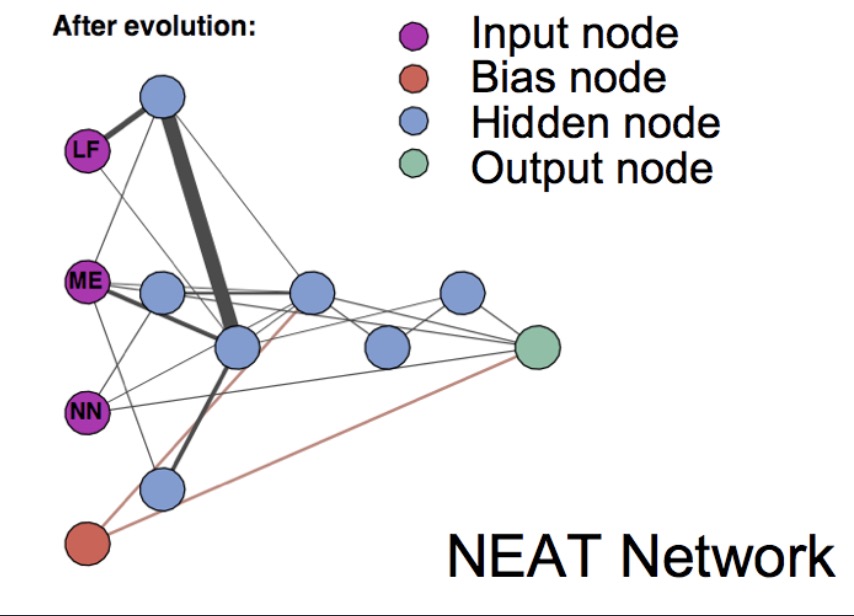 After evolution:
Input node
Bias node
Hidden node
Output node
LF
ME
NN
NEAT Network